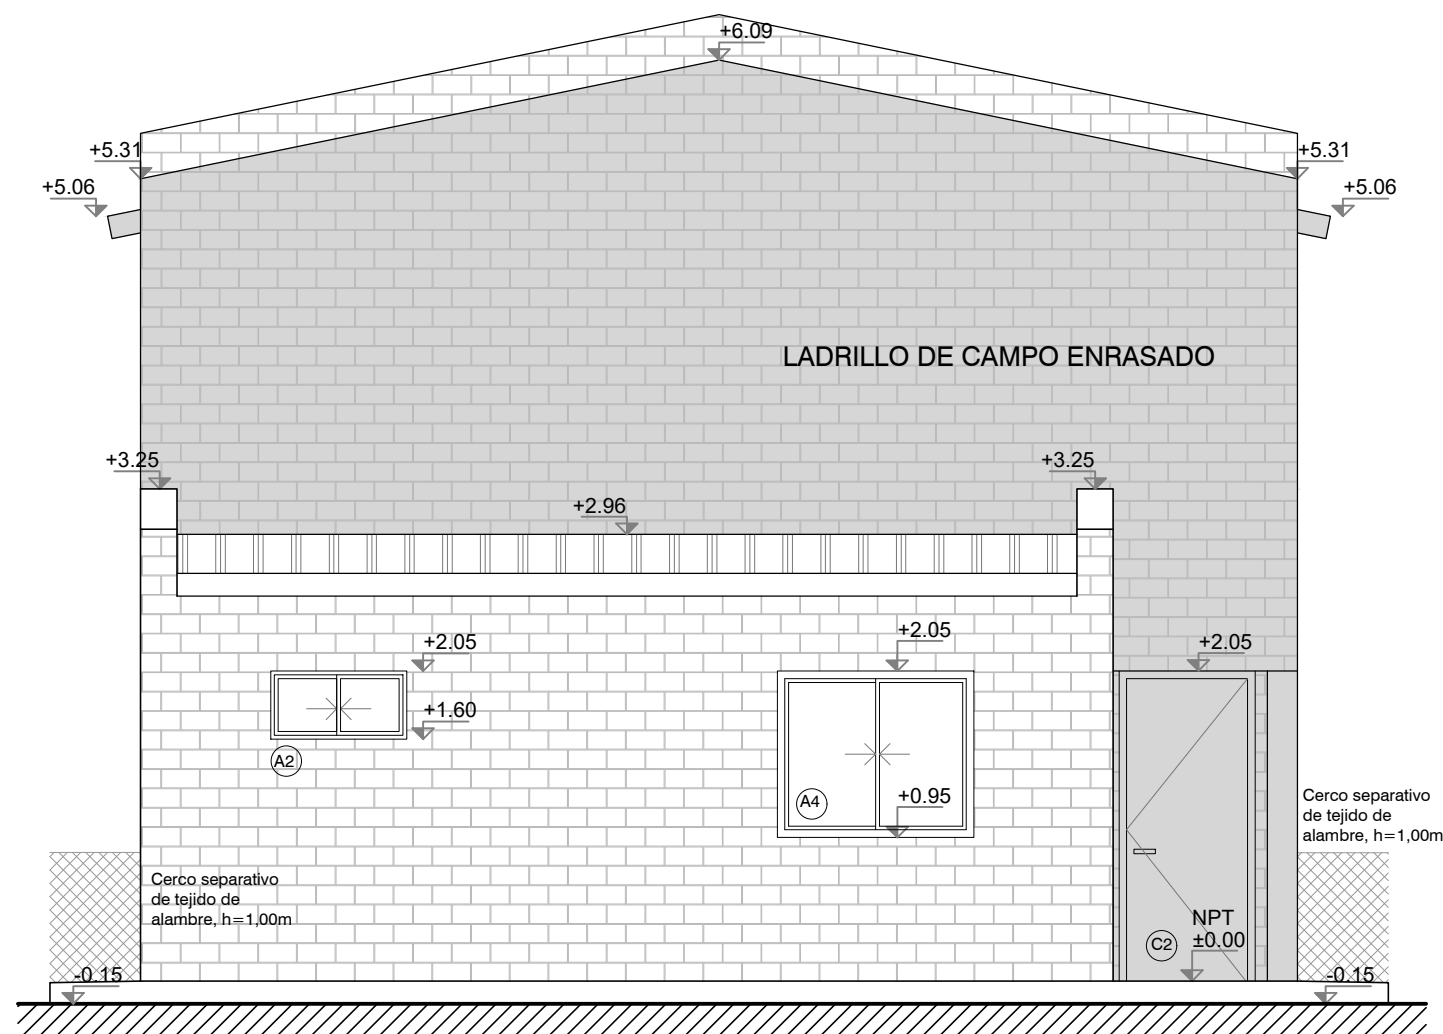 +6.09
+5.31
+5.31
+5.06
+5.06
LADRILLO DE CAMPO ENRASADO
+3.25
+3.25
+2.96
+2.05
+2.05
+2.05
+1.60
A2
A4
+0.95
Cerco separativo
de tejido de
alambre, h=1,00m
Cerco separativo
de tejido de
alambre, h=1,00m
NPT
±0.00
C2
-0.15
-0.15